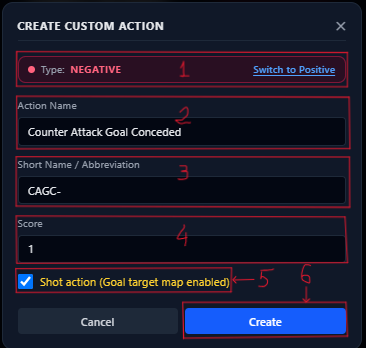 CREATE CUSTOM ACTION ×
Type: NEGATIVE 1 Switch to Positive
Action Name
2
Counter Attack Goal Conceded
Short Name / Abbreviation
3
CAGC-
Score
4
1
Shot action (Goal target map enabled) 5 6
Cancel Create